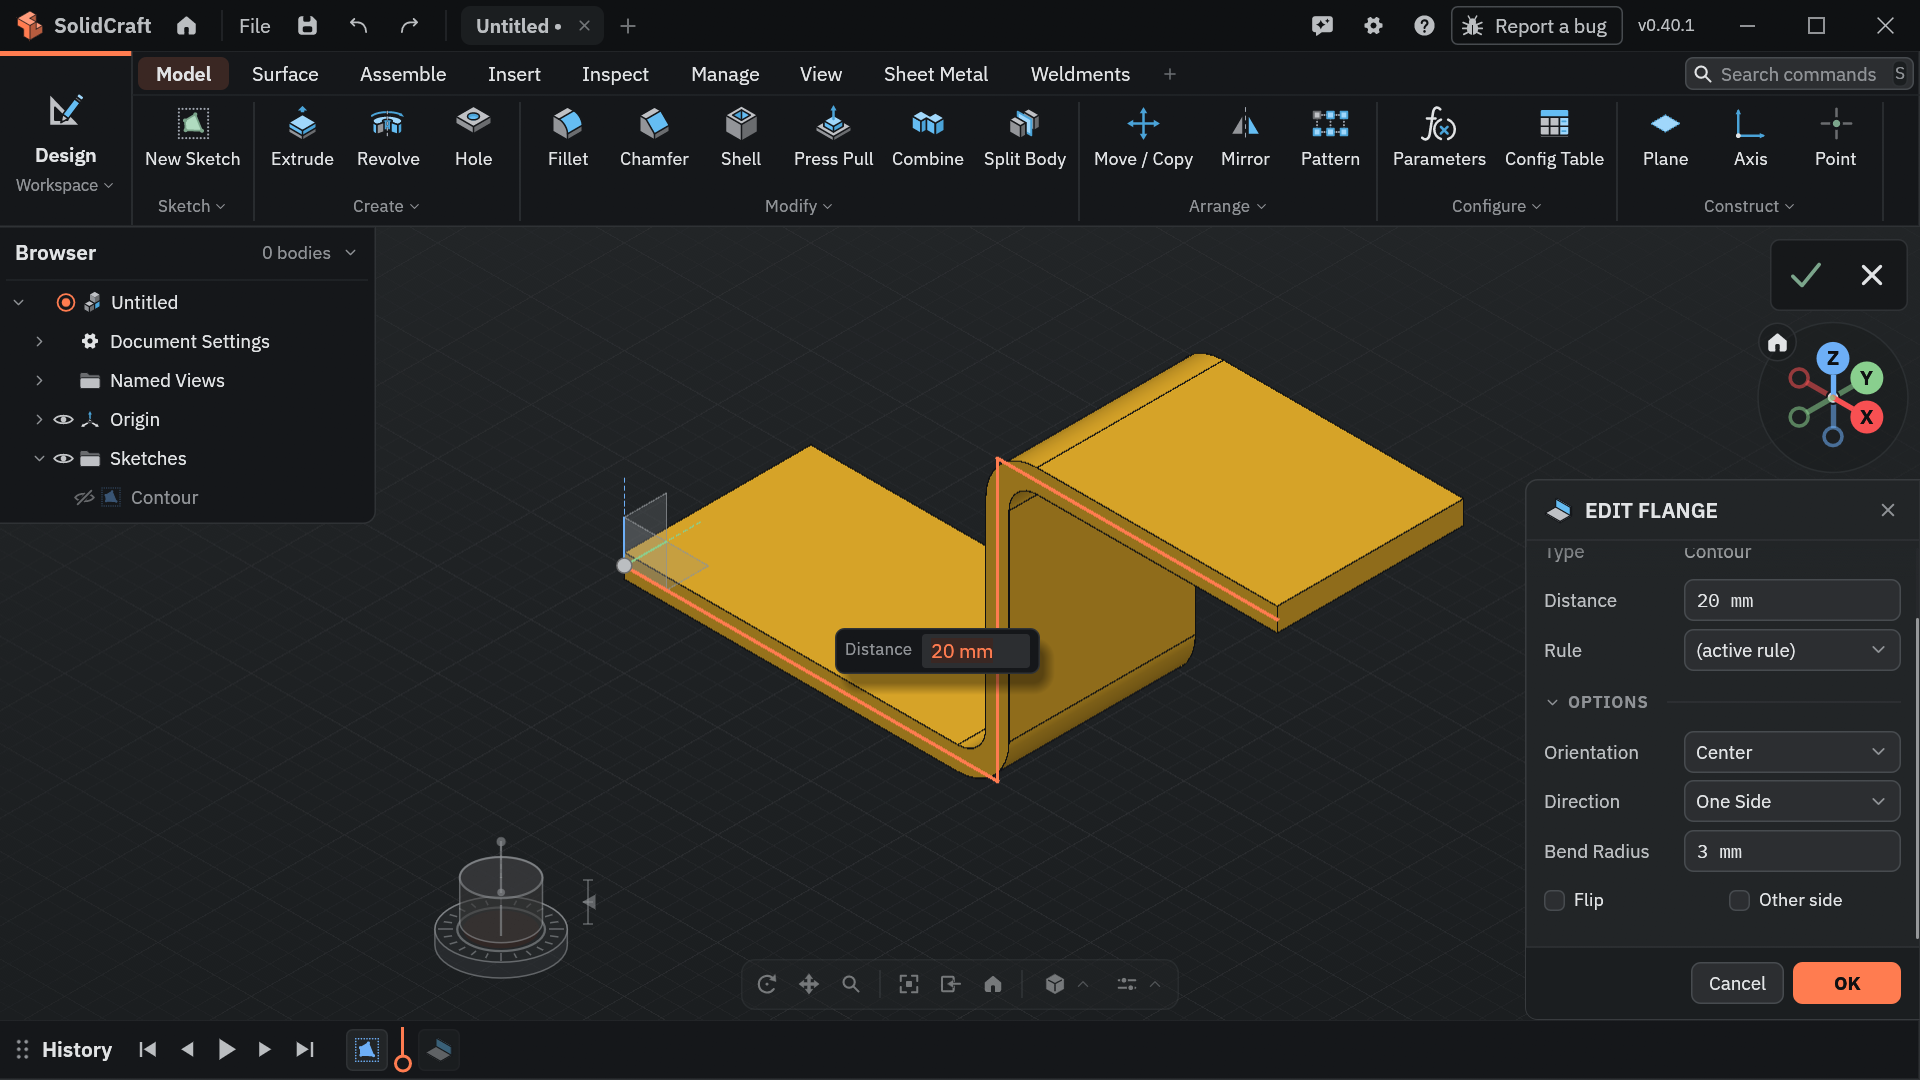 SolidCraft
File
Untitled •
Report a bug
v0.40.1
Model
Surface
Assemble
Insert
Inspect
Manage
View
Sheet Metal
Weldments
Search commands
S
Design
Workspace
New Sketch
Extrude
Revolve
Hole
Fillet
Chamfer
Shell
Press Pull
Combine
Split Body
Move / Copy
Mirror
Pattern
Parameters
Config Table
Plane
Axis
Point
Sketch
Create
Modify
Arrange
Configure
Construct
Browser
0 bodies
Untitled
Document Settings
Named Views
Origin
Sketches
Contour
Z
Y
X
Distance
20 mm
EDIT FLANGE
Type
Contour
Distance
20 mm
Rule
(active rule)
OPTIONS
Orientation
Center
Direction
One Side
Bend Radius
3 mm
Flip
Other side
Cancel
OK
History